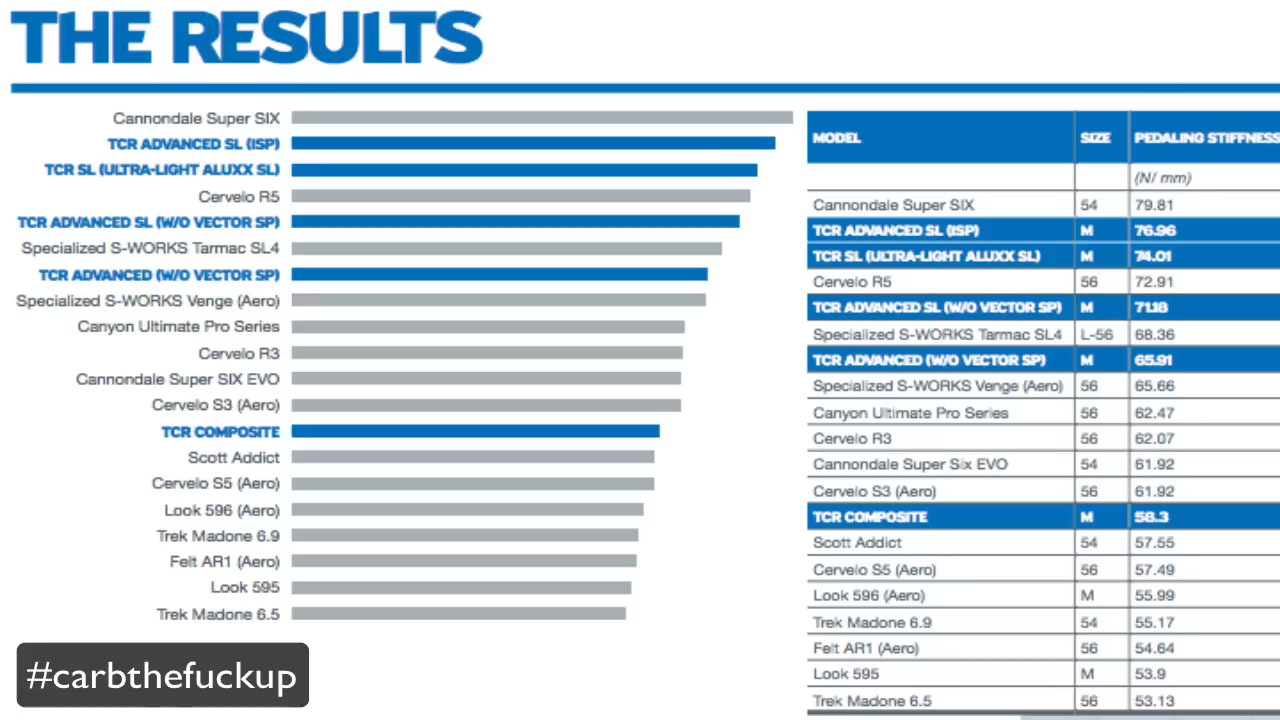 THE RESULTS
Cannondale Super SIX
TCR ADVANCED SL (ISP)
TCR SL (ULTRA-LIGHT ALUXX SL)
Cervelo R5
TCR ADVANCED SL (W/O VECTOR SP)
Specialized S-WORKS Tarmac SL4
TCR ADVANCED (W/O VECTOR SP)
Specialized S-WORKS Venge (Aero)
Canyon Ultimate Pro Series
Cervelo R3
Cannondale Super SIX EVO
Cervelo S3 (Aero)
TCR COMPOSITE
Scott Addict
Cervelo S5 (Aero)
Look 596 (Aero)
Trek Madone 6.9
Felt AR1 (Aero)
Look 595
Trek Madone 6.5
MODEL SIZE PEDALING STIFFNESS
(N/ mm)
Cannondale Super SIX 54 79.81
TCR ADVANCED SL (ISP) M 76.96
TCR SL (ULTRA-LIGHT ALUXX SL) M 74.01
Cervelo R5 56 72.91
TCR ADVANCED SL (W/O VECTOR SP) M 71.18
Specialized S-WORKS Tarmac SL4 L-56 68.36
TCR ADVANCED (W/O VECTOR SP) M 65.91
Specialized S-WORKS Venge (Aero) 56 65.66
Canyon Ultimate Pro Series 56 62.47
Cervelo R3 56 62.07
Cannondale Super Six EVO 54 61.92
Cervelo S3 (Aero) 56 61.92
TCR COMPOSITE M 58.3
Scott Addict 54 57.55
Cervelo S5 (Aero) 56 57.49
Look 596 (Aero) M 55.99
Trek Madone 6.9 54 55.17
Felt AR1 (Aero) 56 54.64
Look 595 M 53.9
Trek Madone 6.5 56 53.13
#carbthefuckup